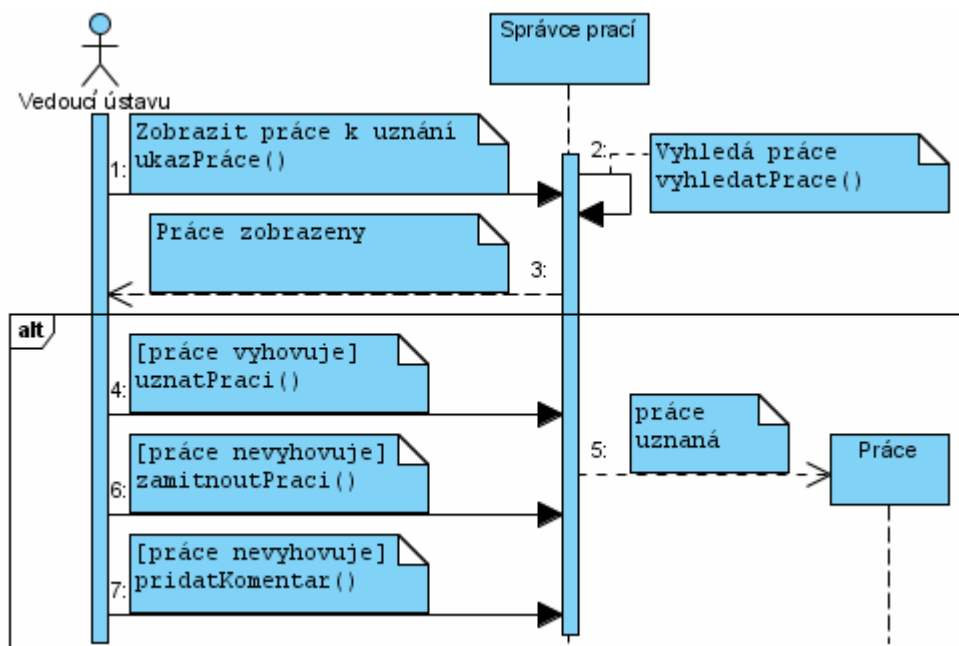 Správce prací
Vedoucí ústavu
Zobrazit práce k uznání
ukazPráce()
1:
2:
Vyhledá práce
vyhledatPrace()
Práce zobrazeny
3:
alt
[práce vyhovuje]
uznatPraci()
4:
práce
uznaná
5:
Práce
[práce nevyhovuje]
zamitnoutPraci()
6:
[práce nevyhovuje]
pridatKomentar()
7: